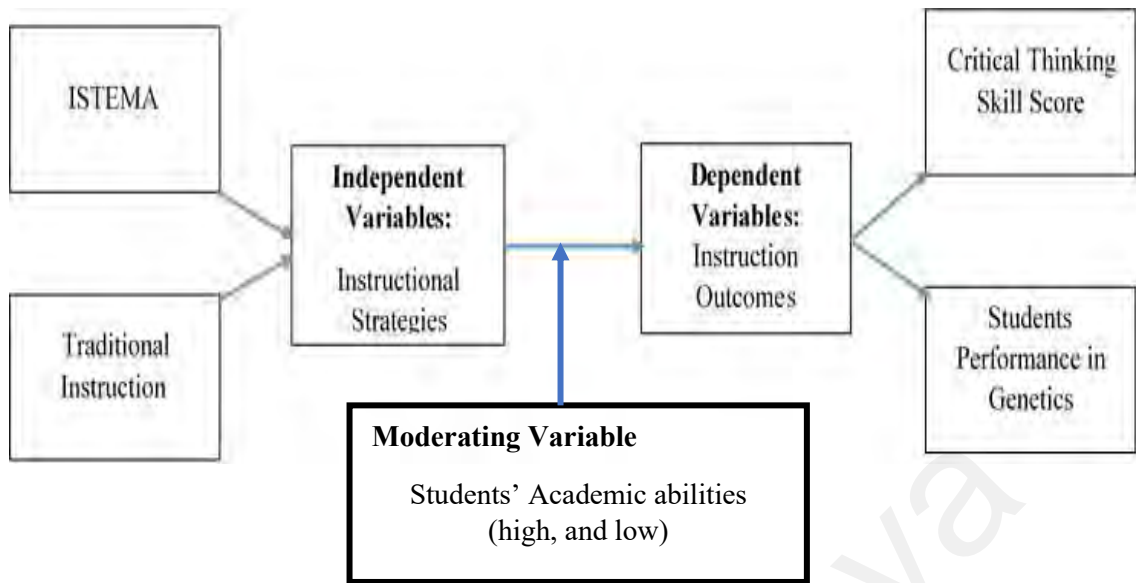 ISTEMA
Traditional
Instruction
Independent
Variables:
Instructional
Strategies
Dependent
Variables:
Instruction
Outcomes
Critical Thinking
Skill Score
Students
Performance in
Genetics
Moderating Variable
Students’ Academic abilities
(high, and low)